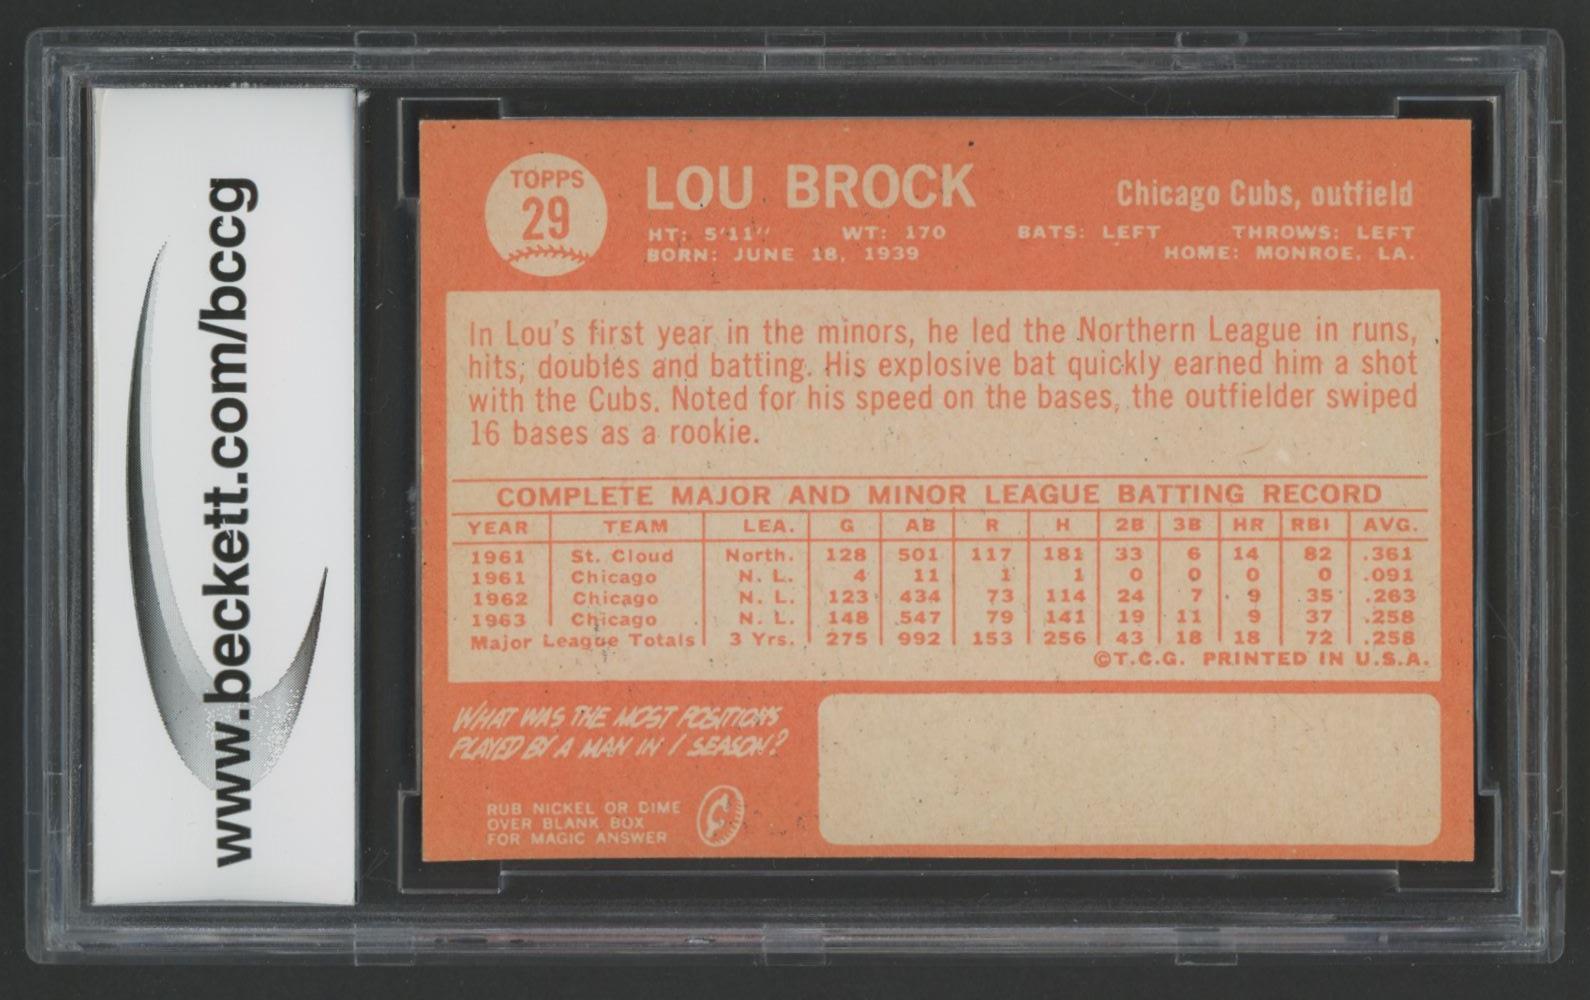 www.beckett.com/bccg
TOPPS
29
LOU BROCK
Chicago Cubs, outfield
HT: 5'11" WT: 170 BATS: LEFT THROWS: LEFT
BORN: JUNE 18, 1939 HOME: MONROE, LA.
In Lou's first year in the minors, he led the Northern League in runs,
hits, doubles and batting. His explosive bat quickly earned him a shot
with the Cubs. Noted for his speed on the bases, the outfielder swiped
16 bases as a rookie.
COMPLETE MAJOR AND MINOR LEAGUE BATTING RECORD
YEAR TEAM LEA. G AB R H 2B 3B HR RBI AVG.
1961 St. Cloud North. 128 501 117 181 33 6 14 82 .361
1961 Chicago N. L. 4 11 1 1 0 0 0 0 .091
1962 Chicago N. L. 123 434 73 114 24 7 9 35 .263
1963 Chicago N. L. 148 547 79 141 19 11 9 37 .258
Major League Totals 3 Yrs. 275 992 153 256 43 18 18 72 .258
©T.C.G. PRINTED IN U.S.A.
WHAT WAS THE MOST POSITIONS
PLAYED BY A MAN IN 1 SEASON?
RUB NICKEL OR DIME
OVER BLANK BOX
FOR MAGIC ANSWER